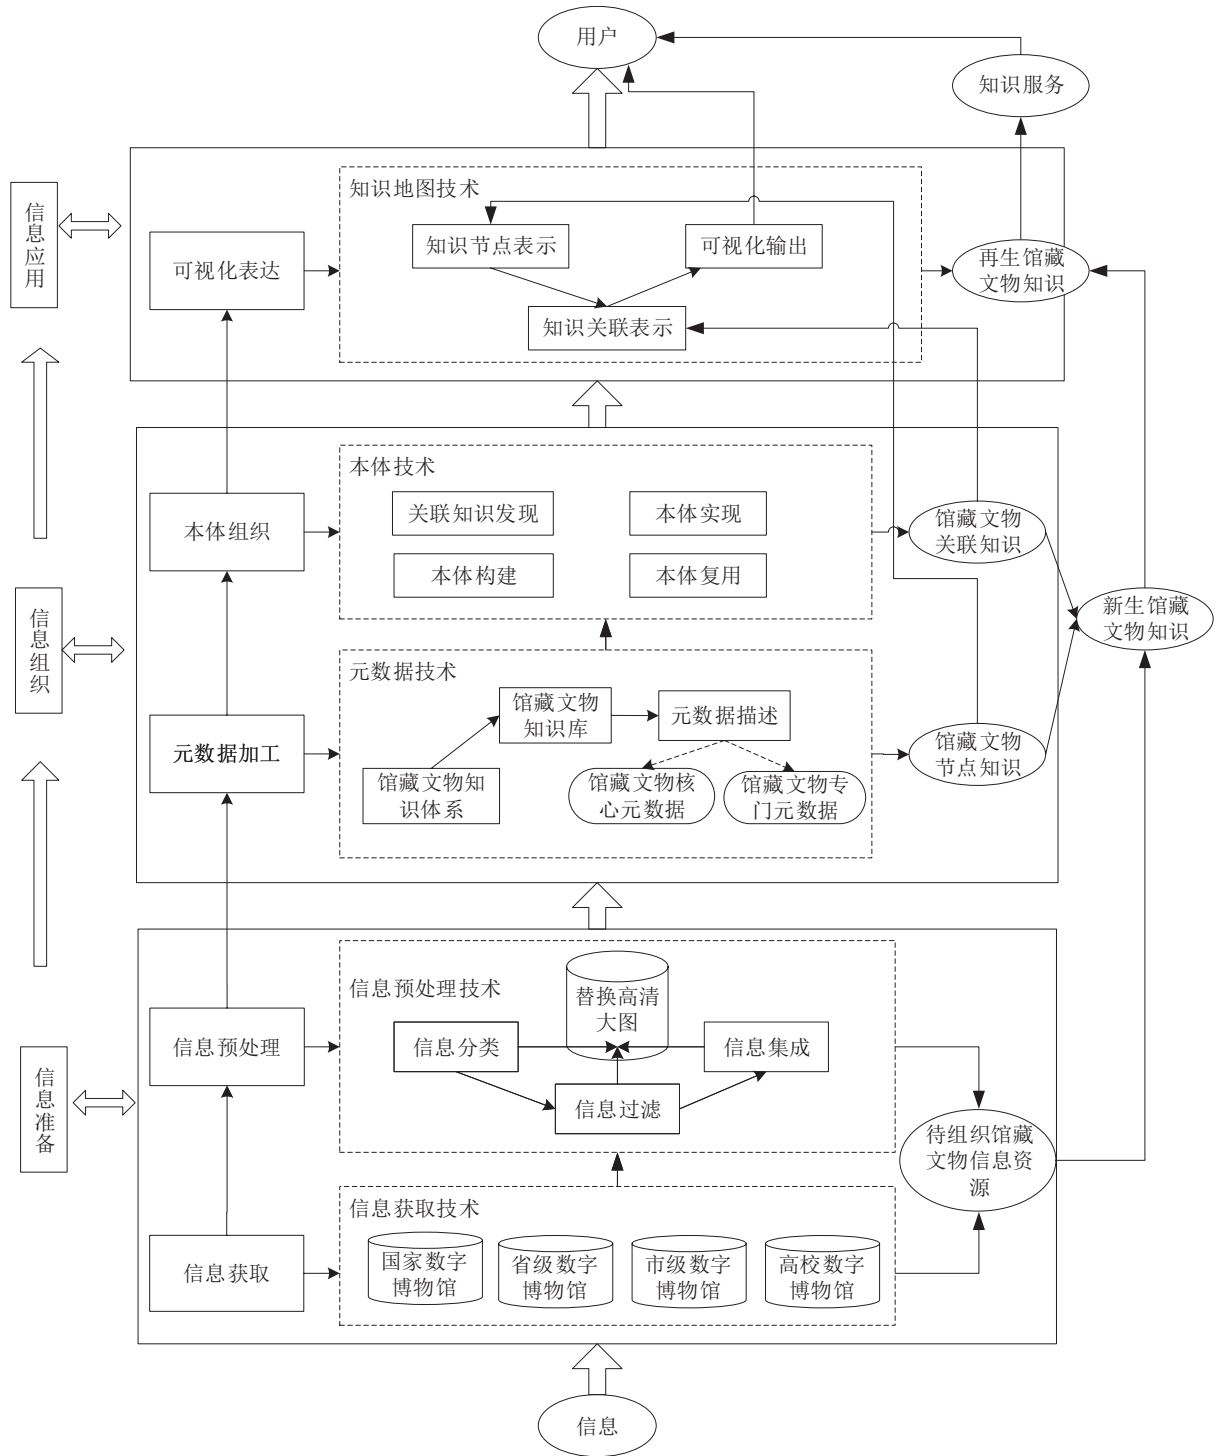 用户
知识服务
信息应用
知识地图技术
知识节点表示
可视化输出
可视化表达
再生馆藏
文物知识
知识关联表示
本体技术
关联知识发现
本体实现
本体组织
馆藏文物
关联知识
本体构建
本体复用
信息组织
新生馆藏
文物知识
元数据技术
馆藏文物
知识库
元数据描述
元数据加工
馆藏文物
节点知识
馆藏文物知
识体系
馆藏文物核
心元数据
馆藏文物专
门元数据
信息预处理技术
替换高清
大图
信息预处理
信息分类
信息集成
信息准备
信息过滤
待组织馆藏
文物信息资
源
信息获取技术
信息获取
国家数字
博物馆
省级数字
博物馆
市级数字
博物馆
高校数字
博物馆
信息